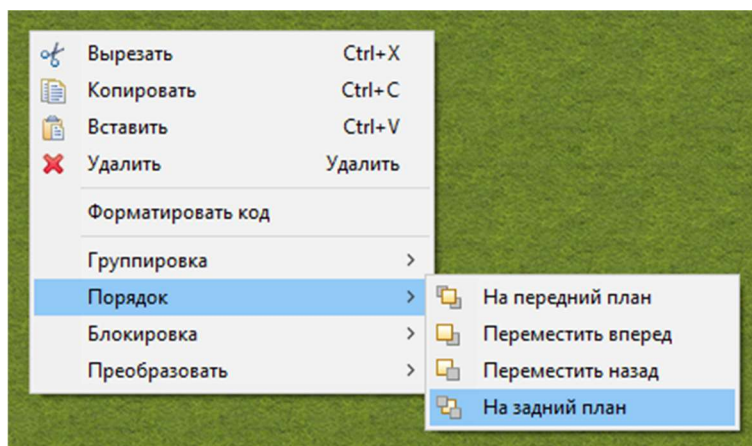 Вырезать Ctrl+X
Копировать Ctrl+C
Вставить Ctrl+V
Удалить Удалить
Форматировать код
Группировка
Порядок
Блокировка
Преобразовать
На передний план
Переместить вперед
Переместить назад
На задний план